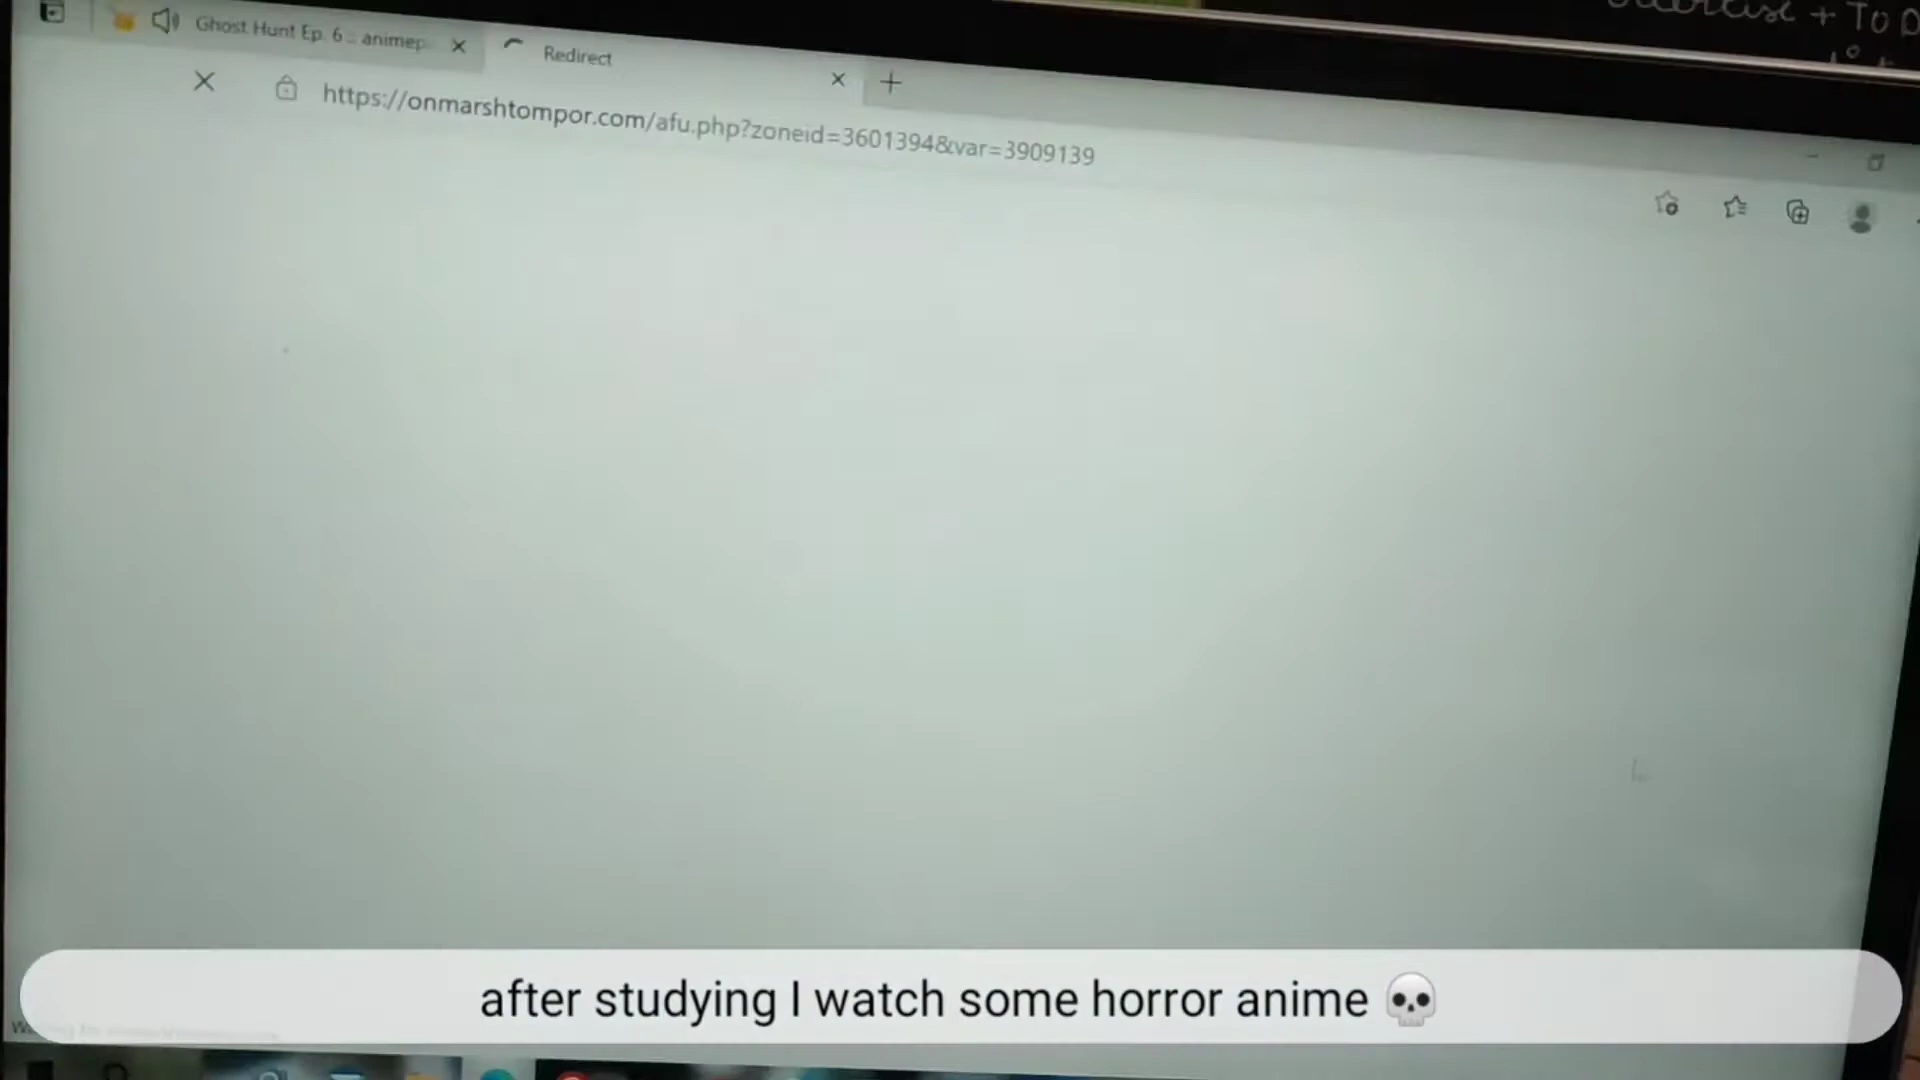 Ghost Hunt Ep. 6 :: animep
Redirect
+ To D
https://onmarshtompor.com/afu.php?zoneid=3601394&var=3909139
after studying I watch some horror anime 💀